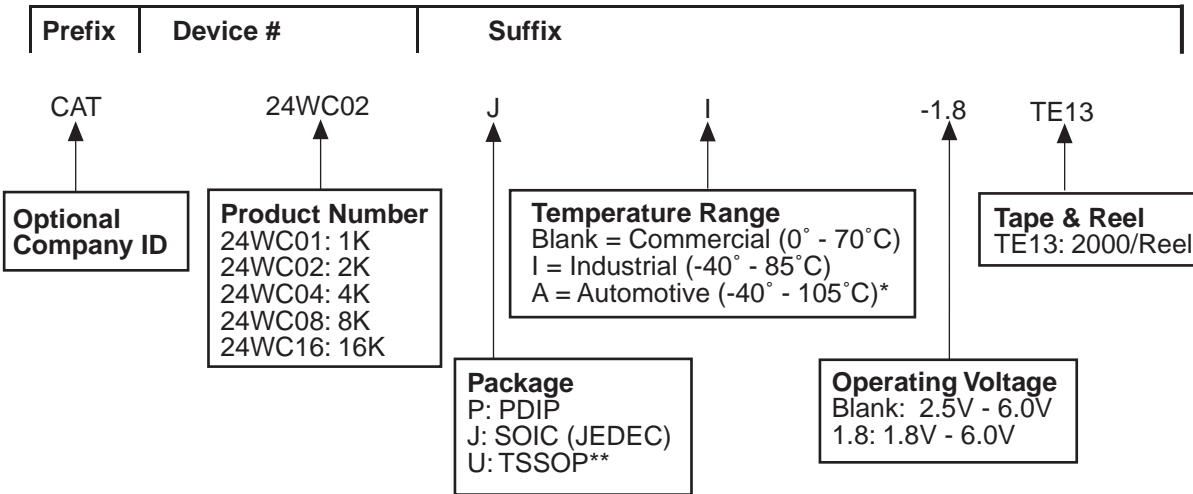 Prefix Device # Suffix
CAT 24WC02 J I -1.8 TE13
Optional
Company ID
Product Number
24WC01: 1K
24WC02: 2K
24WC04: 4K
24WC08: 8K
24WC16: 16K
Temperature Range
Blank = Commercial (0˚ - 70˚C)
I = Industrial (-40˚ - 85˚C)
A = Automotive (-40˚ - 105˚C)*
Tape & Reel
TE13: 2000/Reel
Package
P: PDIP
J: SOIC (JEDEC)
U: TSSOP**
Operating Voltage
Blank: 2.5V - 6.0V
1.8: 1.8V - 6.0V